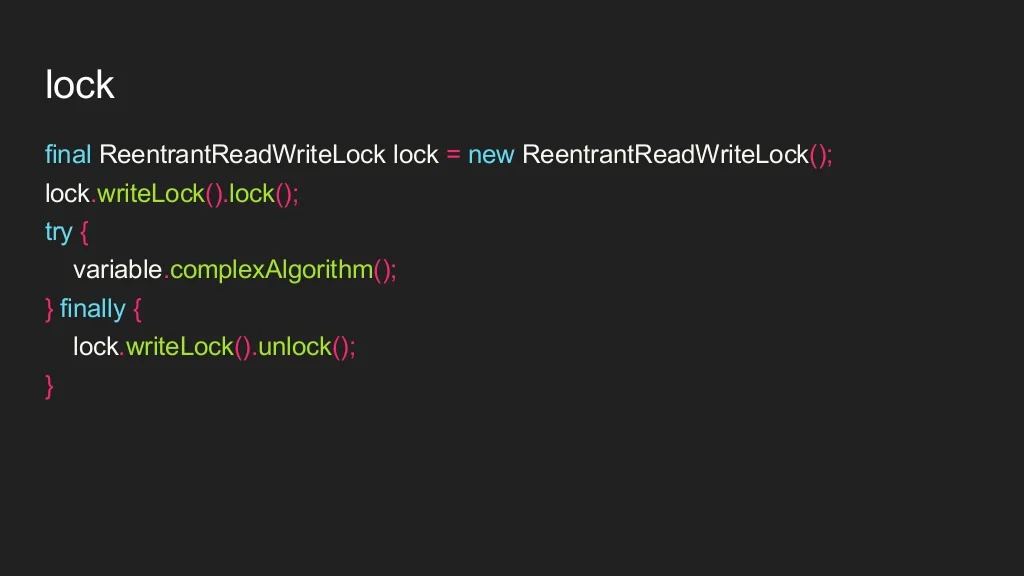 lock
final ReentrantReadWriteLock lock = new ReentrantReadWriteLock();
lock.writeLock().lock();
try {
    variable.complexAlgorithm();
} finally {
    lock.writeLock().unlock();
}